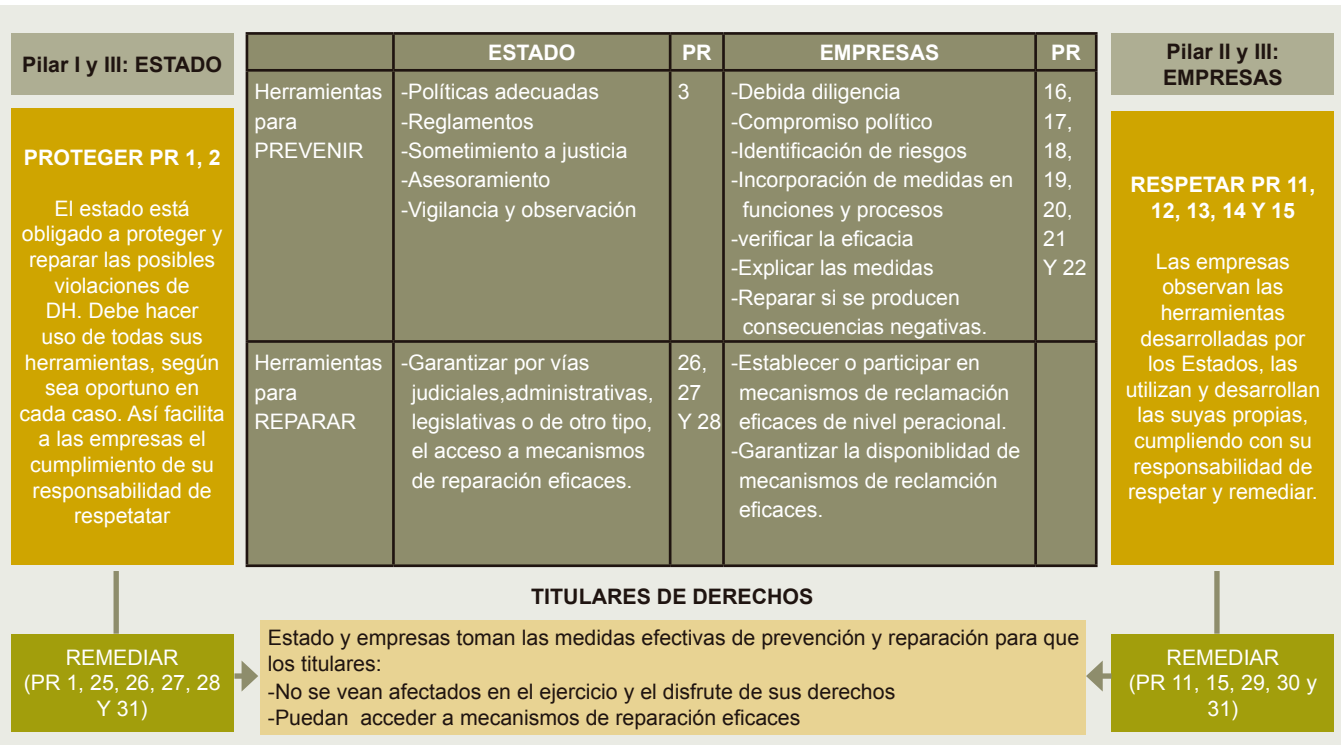 Pilar I y III: ESTADO
PROTEGER PR 1, 2
El estado está
obligado a proteger y
reparar las posibles
violaciones de
DH. Debe hacer
uso de todas sus
herramientas, según
sea oportuno en
cada caso. Así facilita
a las empresas el
cumplimiento de su
responsabilidad de
respetatar
REMEDIAR
(PR 1, 25, 26, 27, 28
Y 31)
ESTADO
PR
EMPRESAS
PR
Herramientas
para
PREVENIR
-Políticas adecuadas
-Reglamentos
-Sometimiento a justicia
-Asesoramiento
-Vigilancia y observación
3
-Debida diligencia
-Compromiso político
-Identificación de riesgos
-Incorporación de medidas en
funciones y procesos
-verificar la eficacia
-Explicar las medidas
-Reparar si se producen
consecuencias negativas.
16,
17,
18,
19,
20,
21
Y 22
Herramientas
para
REPARAR
-Garantizar por vías
judiciales,administrativas,
legislativas o de otro tipo,
el acceso a mecanismos
de reparación eficaces.
26,
27
Y 28
-Establecer o participar en
mecanismos de reclamación
eficaces de nivel peracional.
-Garantizar la disponiblidad de
mecanismos de reclamción
eficaces.
Pilar II y III:
EMPRESAS
RESPETAR PR 11,
12, 13, 14 Y 15
Las empresas
observan las
herramientas
desarrolladas por
los Estados, las
utilizan y desarrollan
las suyas propias,
cumpliendo con su
responsabilidad de
respetar y remediar.
REMEDIAR
(PR 11, 15, 29, 30 y
31)
TITULARES DE DERECHOS
Estado y empresas toman las medidas efectivas de prevención y reparación para que
los titulares:
-No se vean afectados en el ejercicio y el disfrute de sus derechos
-Puedan acceder a mecanismos de reparación eficaces